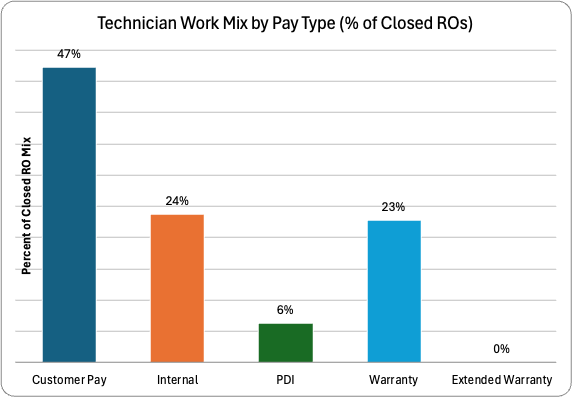 Technician Work Mix by Pay Type (% of Closed ROs)
Percent of Closed RO Mix
47%
24%
6%
23%
0%
Customer Pay
Internal
PDI
Warranty
Extended Warranty